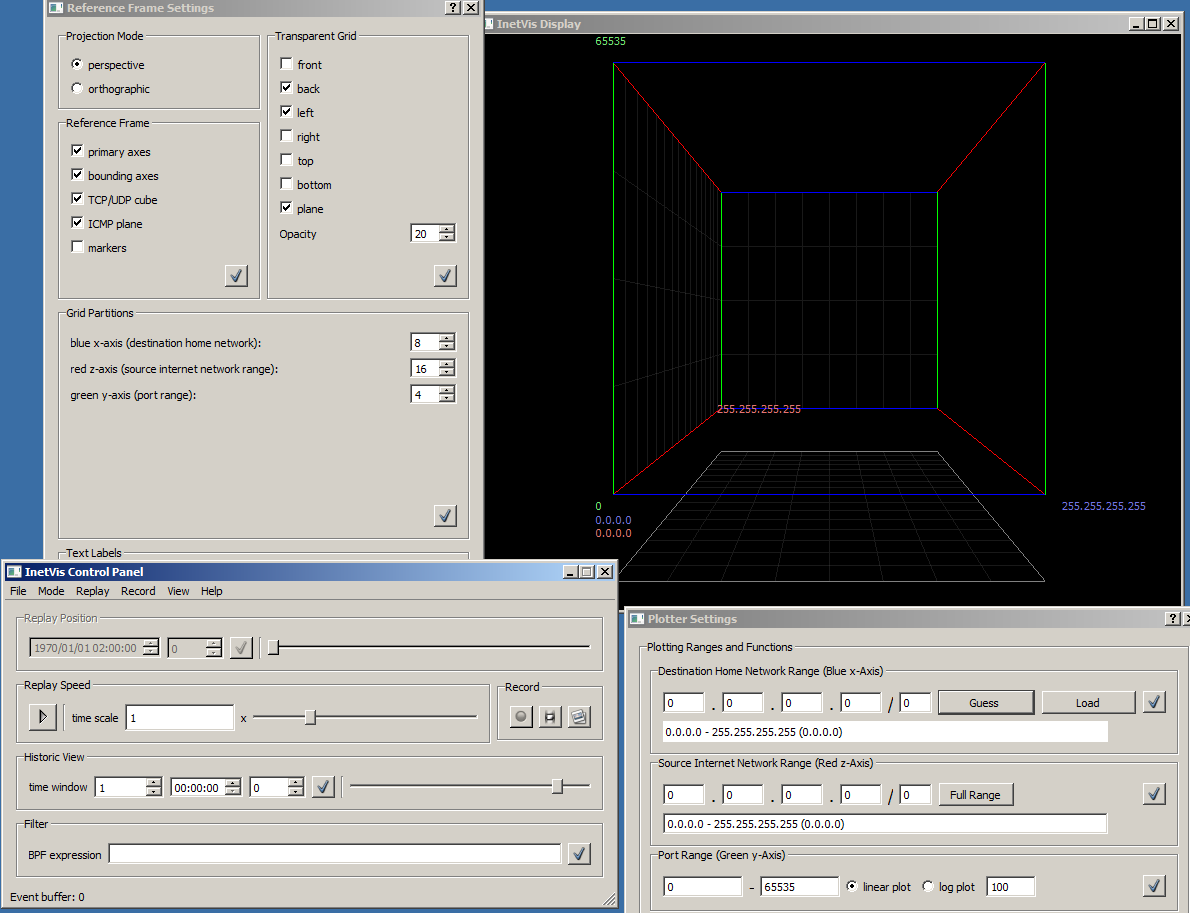 Reference Frame Settings
Projection Mode
perspective
orthographic
Reference Frame
primary axes
bounding axes
TCP/UDP cube
ICMP plane
markers
Transparent Grid
front
back
left
right
top
bottom
plane
Opacity 20
Grid Partitions
blue x-axis (destination home network): 8
red z-axis (source internet network range): 16
green y-axis (port range): 4
Text Labels
InetVis Display
65535
255.255.255.255
0
0.0.0.0
0.0.0.0
255.255.255.255
InetVis Control Panel
File Mode Replay Record View Help
Replay Position
1970/01/01 02:00:00 0
Replay Speed
time scale 1 x
Record
Historic View
time window 1 00:00:00 0
Filter
BPF expression
Event buffer: 0
Plotter Settings
Plotting Ranges and Functions
Destination Home Network Range (Blue x-Axis)
0 . 0 . 0 . 0 / 0 Guess Load
0.0.0.0 - 255.255.255.255 (0.0.0.0)
Source Internet Network Range (Red z-Axis)
0 . 0 . 0 . 0 / 0 Full Range
0.0.0.0 - 255.255.255.255 (0.0.0.0)
Port Range (Green y-Axis)
0 - 65535 linear plot log plot 100